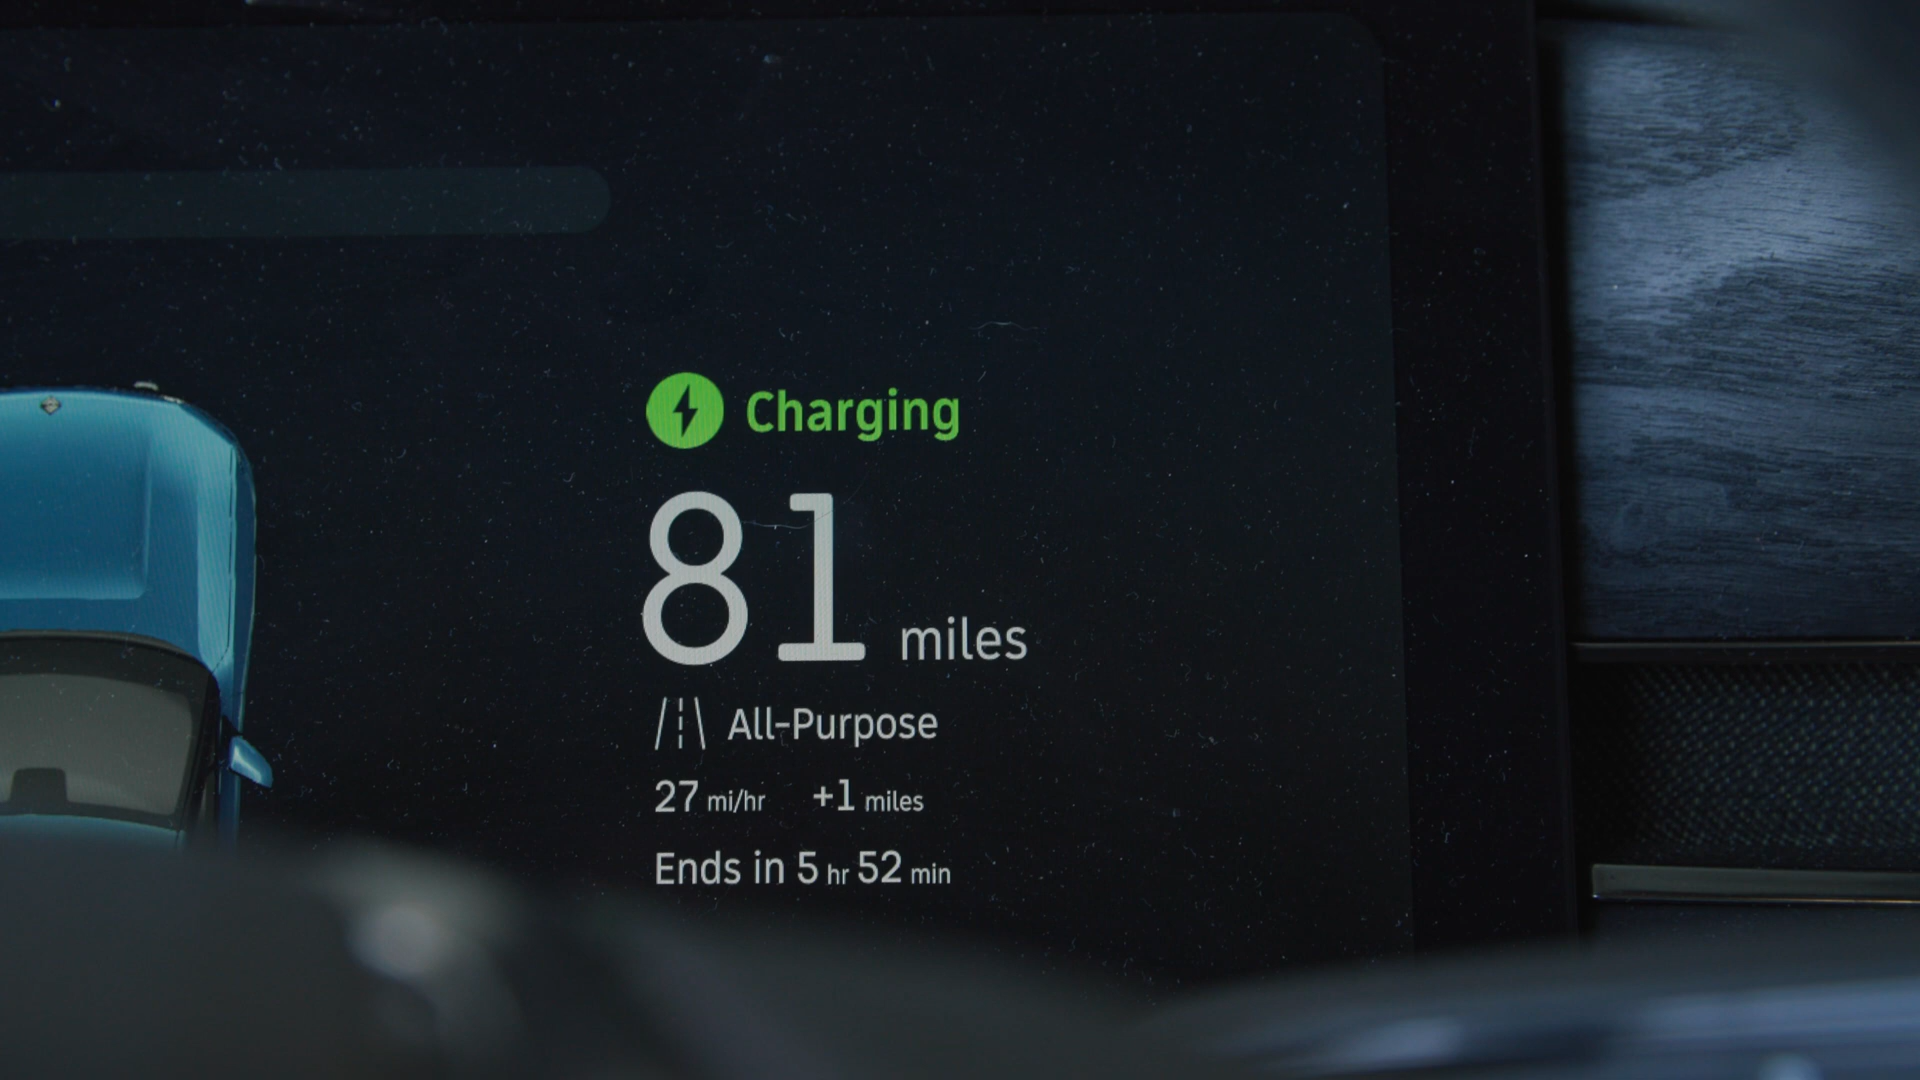 Charging
81 miles
All-Purpose
27 mi/hr +1 miles
Ends in 5 hr 52 min